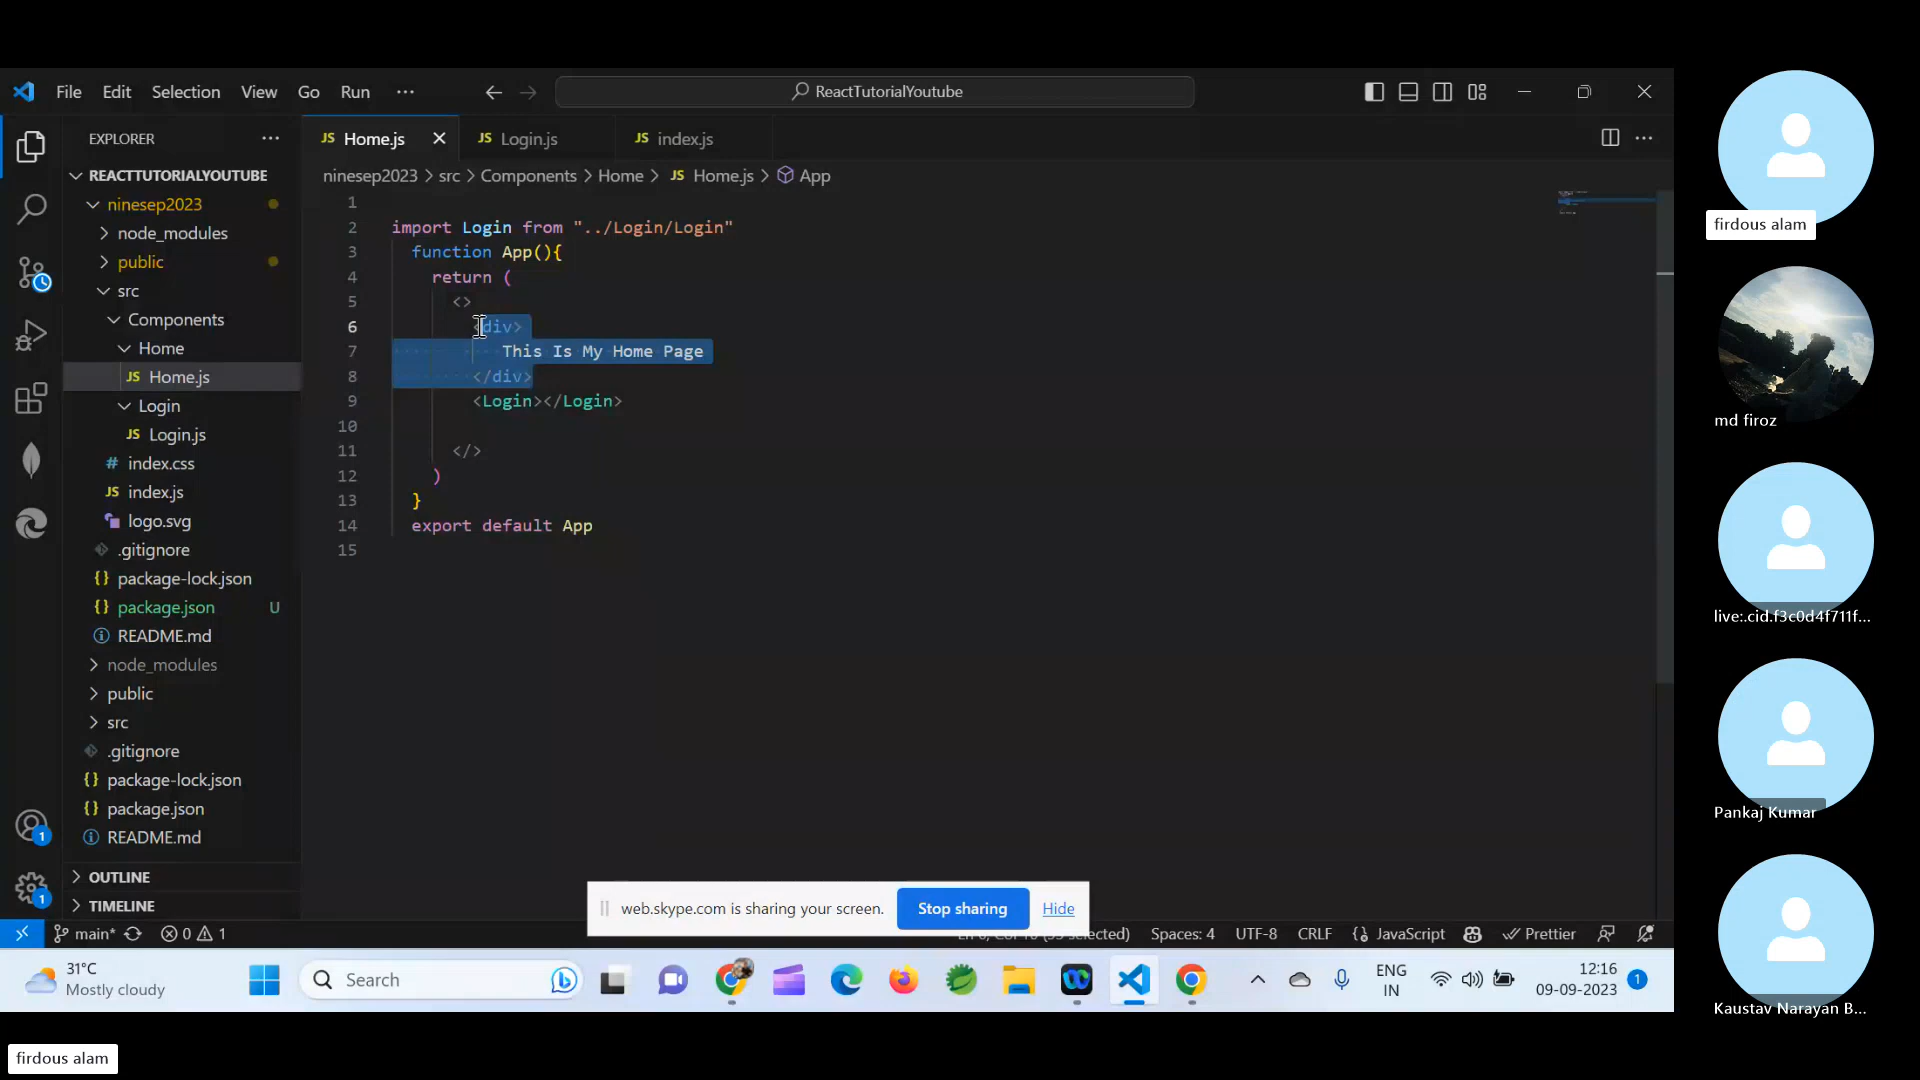 File Edit Selection View Go Run ···
ReactTutorialYoutube
EXPLORER
REACTTUTORIALYOUTUBE
ninesep2023
node_modules
public
src
Components
Home
JS Home.js
Login
JS Login.js
# index.css
JS index.js
logo.svg
.gitignore
{} package-lock.json
{} package.json U
README.md
node_modules
public
src
.gitignore
{} package-lock.json
{} package.json
README.md
OUTLINE
TIMELINE
JS Home.js
JS Login.js
JS index.js
ninesep2023 > src > Components > Home > JS Home.js > App
1
2 import Login from "../Login/Login"
3 function App(){
4 return (
5 <>
6 <div>
7 This Is My Home Page
8 </div>
9 <Login></Login>
10
11 </>
12 )
13 }
14 export default App
15
web.skype.com is sharing your screen. Stop sharing Hide
main* 0 1
selected) Spaces: 4 UTF-8 CRLF {} JavaScript Prettier
1
1
31°C
Mostly cloudy
Search
ENG
IN
12:16
09-09-2023
1
firdous alam
md firoz
live:.cid.f3c0d4f711f...
Pankaj Kumar
Kaustav Narayan B...
firdous alam